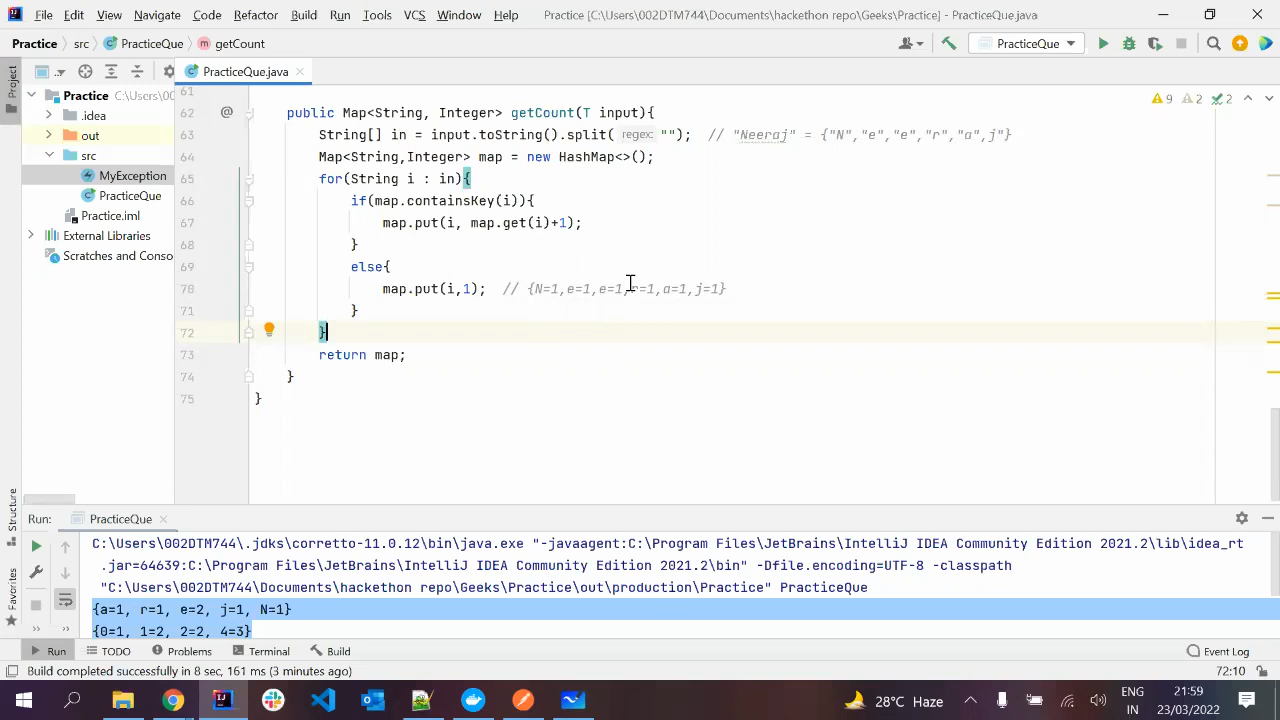 File Edit View Navigate Code Refactor Build Run Tools VCS Window Help Practice [C:\Users\002DTM744\Documents\hackethon repo\Geeks\Practice] - PracticeQue.java
Practice src PracticeQue getCount PracticeQue
Project PracticeQue.java
Practice C:\Users\0
.idea
out
src
MyException
PracticeQue
Practice.iml
External Libraries
Scratches and Conso
9 2 2
61
62 public Map<String, Integer> getCount(T input){
63 String[] in = input.toString().split( regex: ""); // "Neeraj" = {"N","e","e","r","a","j"}
64 Map<String,Integer> map = new HashMap<>();
65 for(String i : in){
66 if(map.containsKey(i)){
67 map.put(i, map.get(i)+1);
68 }
69 else{
70 map.put(i,1); // {N=1,e=1,e=1,r=1,a=1,j=1}
71 }
72 }
73 return map;
74 }
75 }
Structure
Favorites
Run: PracticeQue
C:\Users\002DTM744\.jdks\corretto-11.0.12\bin\java.exe "-javaagent:C:\Program Files\JetBrains\IntelliJ IDEA Community Edition 2021.2\lib\idea_rt
.jar=64639:C:\Program Files\JetBrains\IntelliJ IDEA Community Edition 2021.2\bin" -Dfile.encoding=UTF-8 -classpath
"C:\Users\002DTM744\Documents\hackethon repo\Geeks\Practice\out\production\Practice" PracticeQue
{a=1, r=1, e=2, j=1, N=1}
{0=1, 1=2, 2=2, 4=3}
Run TODO Problems Terminal Build Event Log
Build completed successfully in 8 sec, 161 ms (3 minutes ago) 72:10
28°C Haze ENG 21:59
IN 23/03/2022